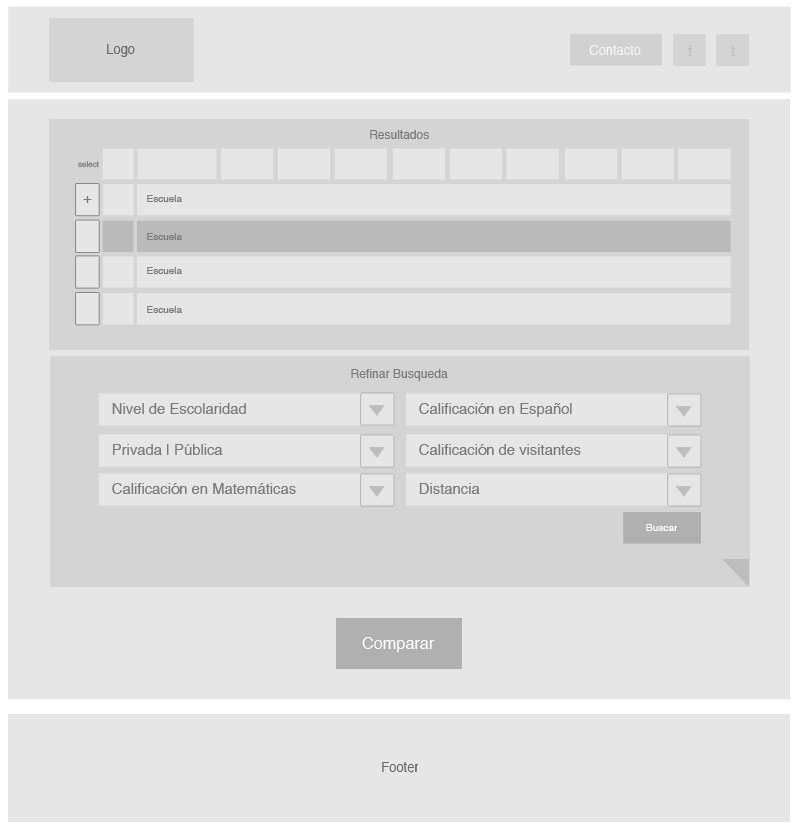 Logo
Contacto
f
t
Resultados
select
+
Escuela
Escuela
Escuela
Escuela
Refinar Busqueda
Nivel de Escolaridad
Calificación en Español
Privada I Pública
Calificación de visitantes
Calificación en Matemáticas
Distancia
Buscar
Comparar
Footer